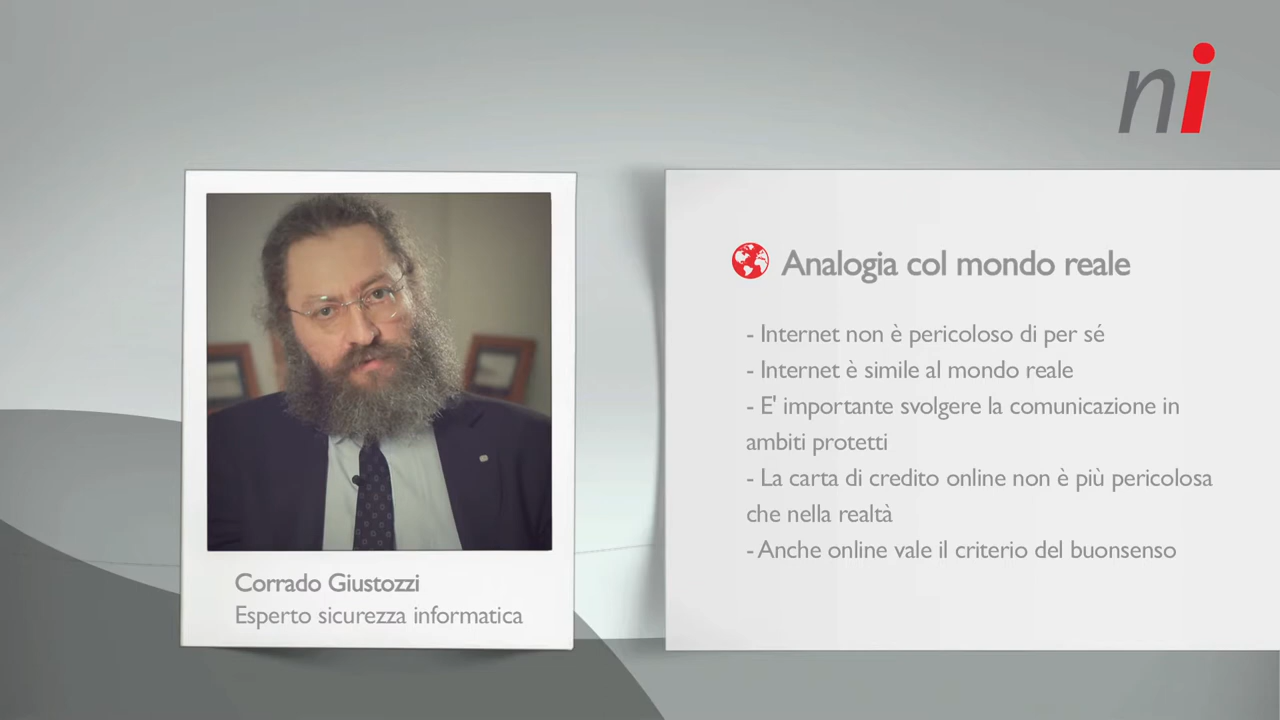 ni
Corrado Giustozzi
Esperto sicurezza informatica
Analogia col mondo reale
- Internet non è pericoloso di per sé
- Internet è simile al mondo reale
- E' importante svolgere la comunicazione in
ambiti protetti
- La carta di credito online non è più pericolosa
che nella realtà
- Anche online vale il criterio del buonsenso